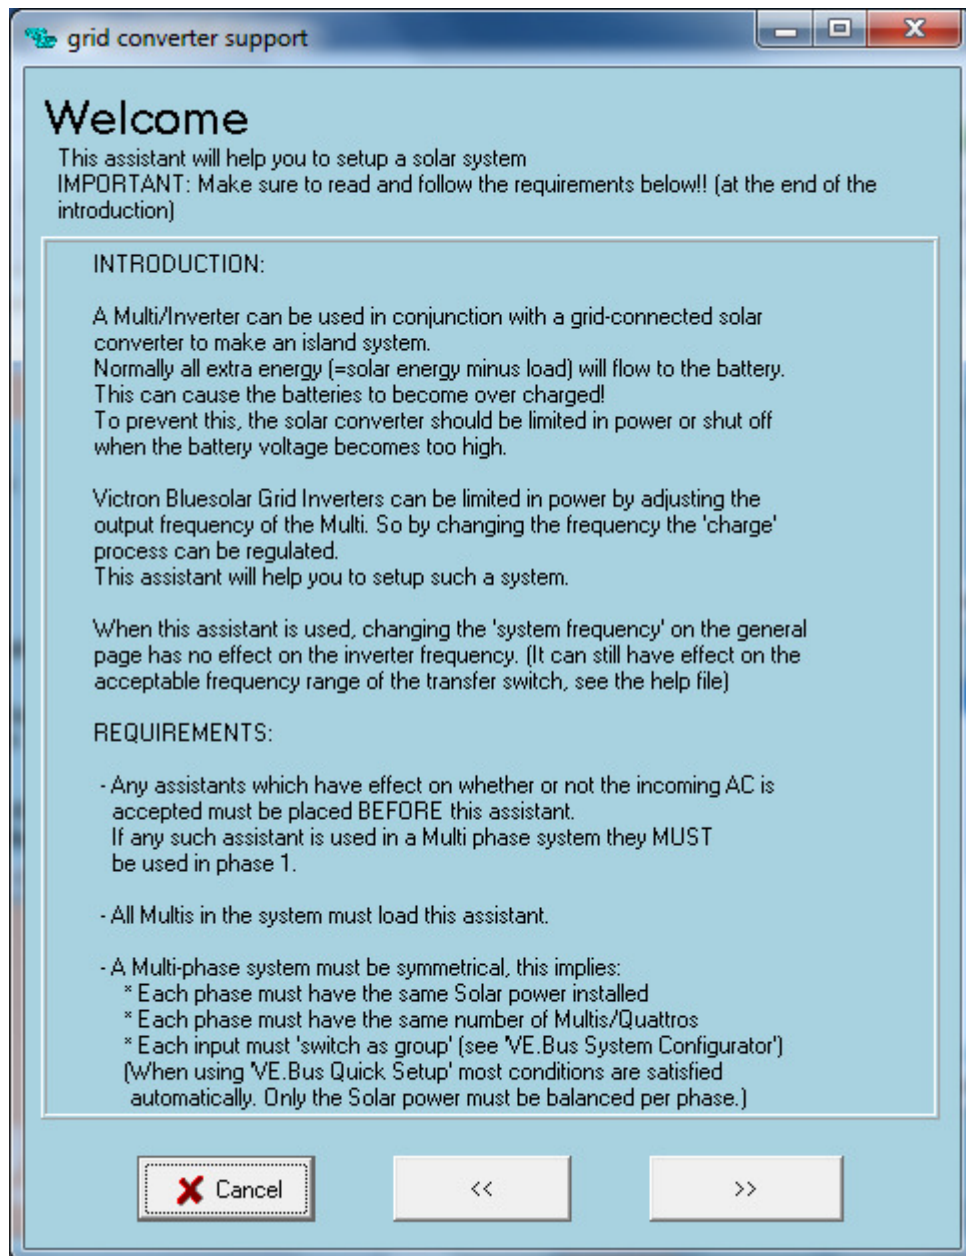 grid converter support
Welcome
This assistant will help you to setup a solar system
IMPORTANT: Make sure to read and follow the requirements below!! (at the end of the
introduction)
INTRODUCTION:
A Multi/Inverter can be used in conjunction with a grid-connected solar
converter to make an island system.
Normally all extra energy (=solar energy minus load) will flow to the battery.
This can cause the batteries to become over charged!
To prevent this, the solar converter should be limited in power or shut off
when the battery voltage becomes too high.
Victron Bluesolar Grid Inverters can be limited in power by adjusting the
output frequency of the Multi. So by changing the frequency the 'charge'
process can be regulated.
This assistant will help you to setup such a system.
When this assistant is used, changing the 'system frequency' on the general
page has no effect on the inverter frequency. (It can still have effect on the
acceptable frequency range of the transfer switch, see the help file)
REQUIREMENTS:
- Any assistants which have effect on whether or not the incoming AC is
accepted must be placed BEFORE this assistant.
If any such assistant is used in a Multi phase system they MUST
be used in phase 1.
- All Multis in the system must load this assistant.
- A Multi-phase system must be symmetrical, this implies:
* Each phase must have the same Solar power installed
* Each phase must have the same number of Multis/Quattros
* Each input must 'switch as group' (see 'VE.Bus System Configurator')
(When using 'VE.Bus Quick Setup' most conditions are satisfied
automatically. Only the Solar power must be balanced per phase.)
Cancel
<<
>>